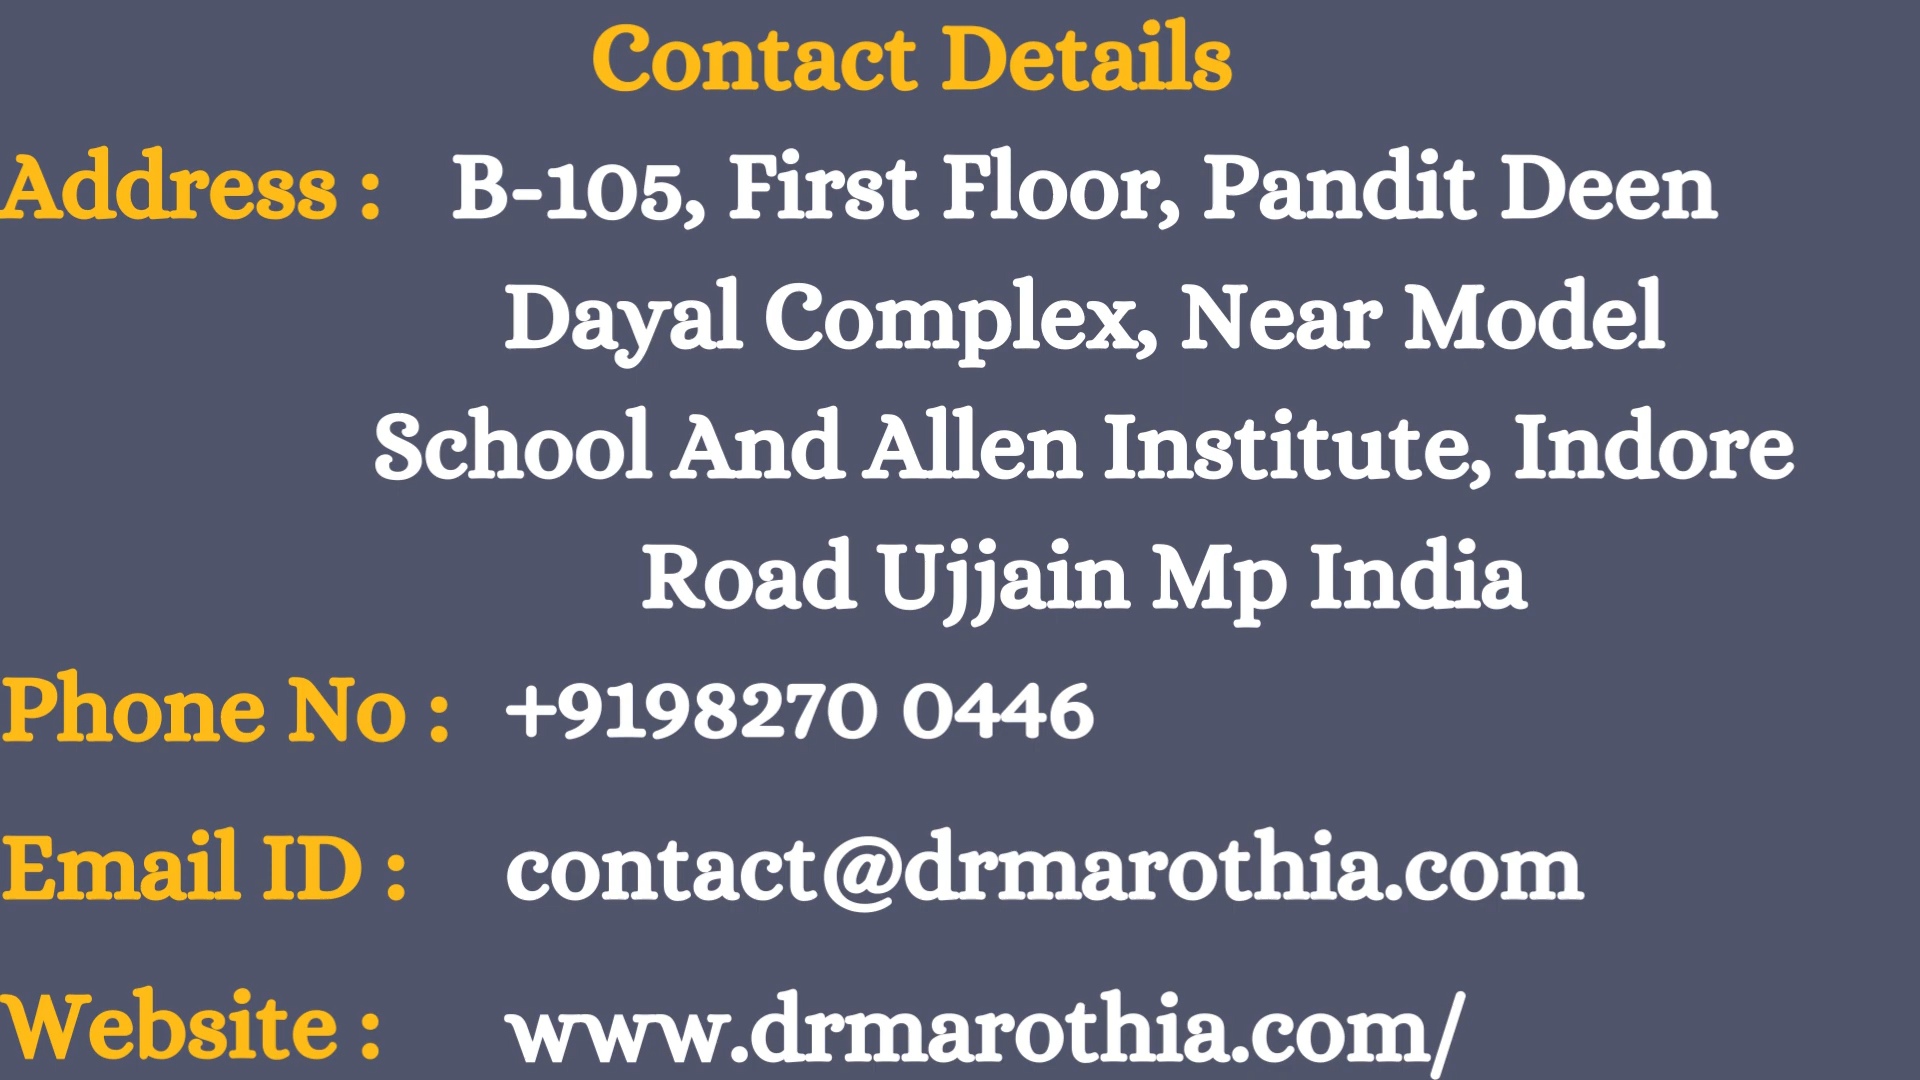 Contact Details
Address : B-105, First Floor, Pandit Deen
Dayal Complex, Near Model
School And Allen Institute, Indore
Road Ujjain Mp India
Phone No : +9198270 0446
Email ID : contact@drmarothia.com
Website : www.drmarothia.com/